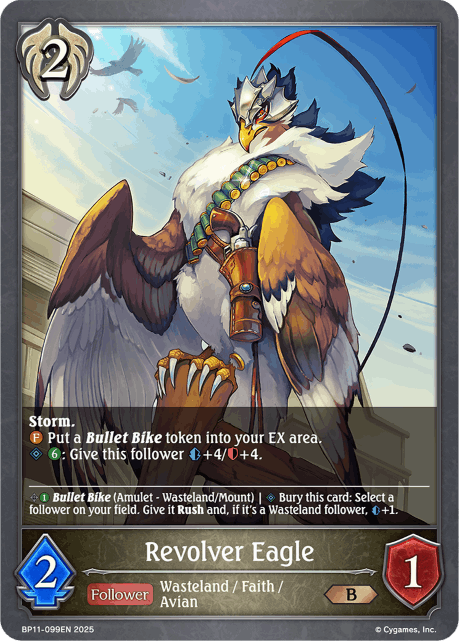 2
Storm.
F Put a Bullet Bike token into your EX area.
6: Give this follower +4/+4.
1 Bullet Bike (Amulet - Wasteland/Mount) | Bury this card: Select a
follower on your field. Give it Rush and, if it's a Wasteland follower, +1.
Revolver Eagle
2
Follower
Wasteland / Faith /
Avian
B
1
BP11-099EN 2025
© Cygames, Inc.